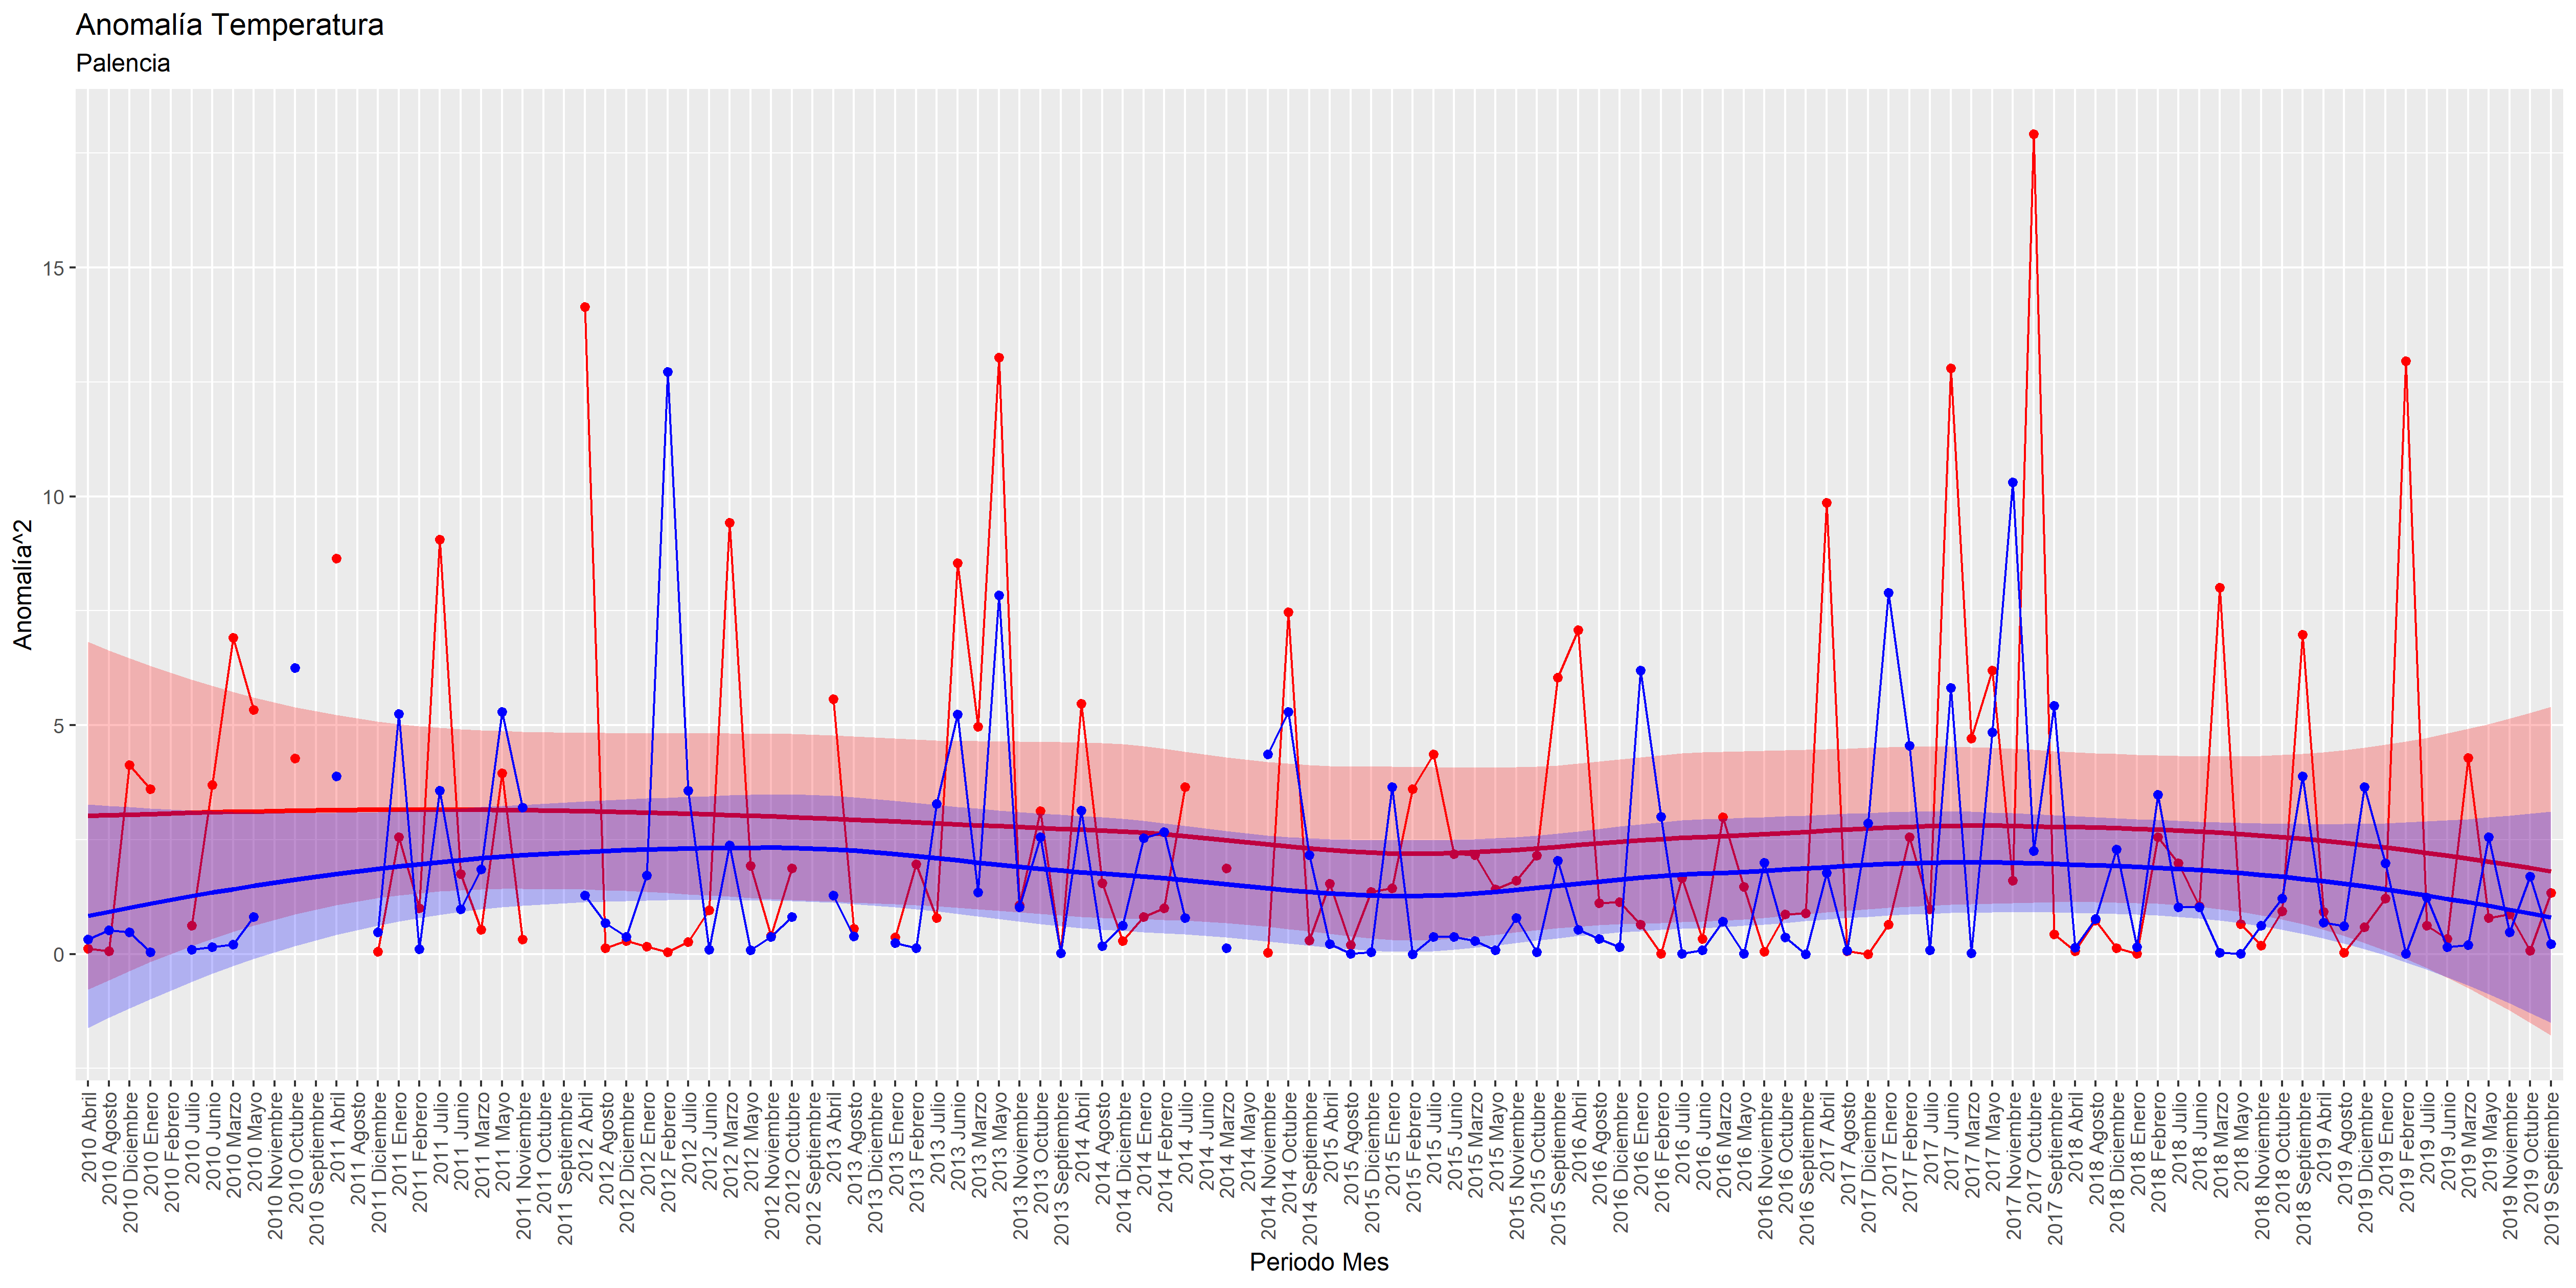 Anomalía Temperatura
Palencia
Anomalía^2
15
10
5
0
2010 Abril
2010 Agosto
2010 Diciembre
2010 Enero
2010 Febrero
2010 Julio
2010 Junio
2010 Marzo
2010 Mayo
2010 Noviembre
2010 Octubre
2010 Septiembre
2011 Abril
2011 Agosto
2011 Diciembre
2011 Enero
2011 Febrero
2011 Julio
2011 Junio
2011 Marzo
2011 Mayo
2011 Noviembre
2011 Octubre
2011 Septiembre
2012 Abril
2012 Agosto
2012 Diciembre
2012 Enero
2012 Febrero
2012 Julio
2012 Junio
2012 Marzo
2012 Mayo
2012 Noviembre
2012 Octubre
2012 Septiembre
2013 Abril
2013 Agosto
2013 Diciembre
2013 Enero
2013 Febrero
2013 Julio
2013 Junio
2013 Marzo
2013 Mayo
2013 Noviembre
2013 Octubre
2013 Septiembre
2014 Abril
2014 Agosto
2014 Diciembre
2014 Enero
2014 Febrero
2014 Julio
2014 Junio
2014 Marzo
2014 Mayo
2014 Noviembre
2014 Octubre
2014 Septiembre
2015 Abril
2015 Agosto
2015 Diciembre
2015 Enero
2015 Febrero
2015 Julio
2015 Junio
2015 Marzo
2015 Mayo
2015 Noviembre
2015 Octubre
2015 Septiembre
2016 Abril
2016 Agosto
2016 Diciembre
2016 Enero
2016 Febrero
2016 Julio
2016 Junio
2016 Marzo
2016 Mayo
2016 Noviembre
2016 Octubre
2016 Septiembre
2017 Abril
2017 Agosto
2017 Diciembre
2017 Enero
2017 Febrero
2017 Julio
2017 Junio
2017 Marzo
2017 Mayo
2017 Noviembre
2017 Octubre
2017 Septiembre
2018 Abril
2018 Agosto
2018 Diciembre
2018 Enero
2018 Febrero
2018 Julio
2018 Junio
2018 Marzo
2018 Mayo
2018 Noviembre
2018 Octubre
2018 Septiembre
2019 Abril
2019 Agosto
2019 Diciembre
2019 Enero
2019 Febrero
2019 Julio
2019 Junio
2019 Marzo
2019 Mayo
2019 Noviembre
2019 Octubre
2019 Septiembre
Periodo Mes